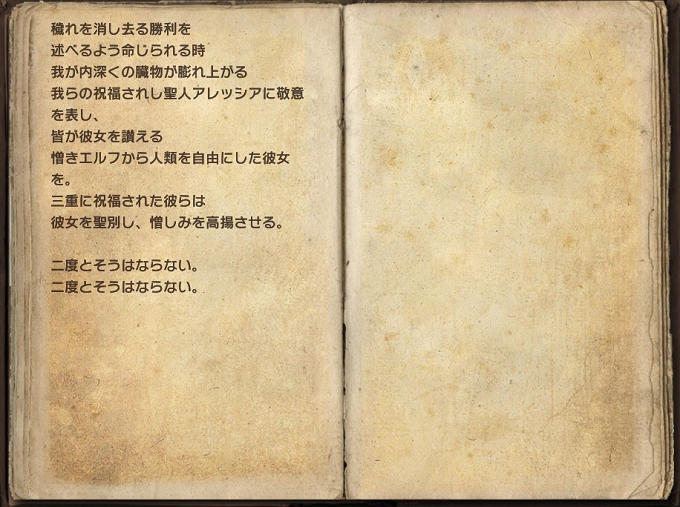 穢れを消し去る勝利を
述べるよう命じられる時
我が内深くの臓物が膨れ上がる
我らの祝福されし聖人アレッシアに敬意
を表し、
皆が彼女を讃える
憎きエルフから人類を自由にした彼女
を。
三重に祝福された彼らは
彼女を聖別し、憎しみを高揚させる。
二度とそうはならない。
二度とそうはならない。